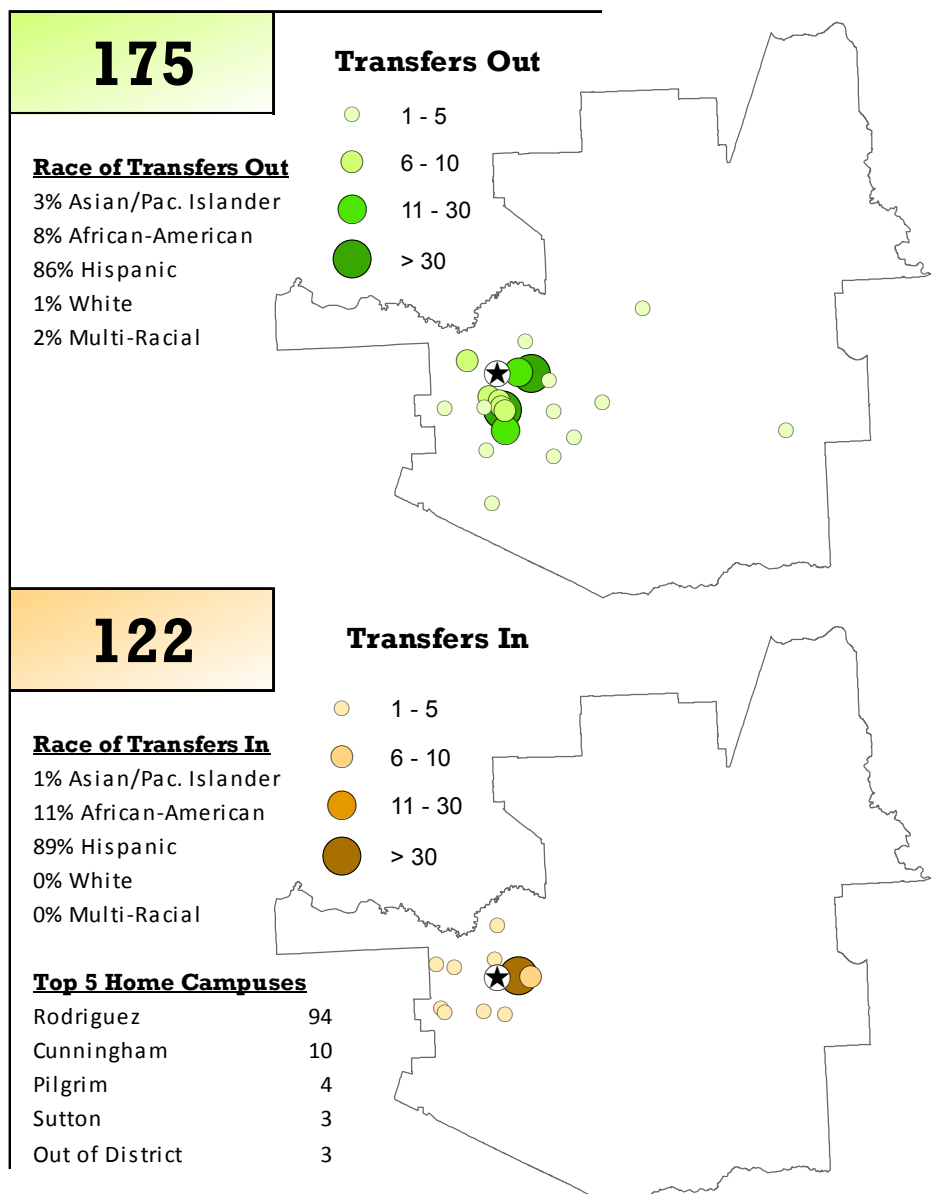 175
Transfers Out
1 - 5
6 - 10
11 - 30
> 30
Race of Transfers Out
3% Asian/Pac. Islander
8% African-American
86% Hispanic
1% White
2% Multi-Racial
122
Transfers In
1 - 5
6 - 10
11 - 30
> 30
Race of Transfers In
1% Asian/Pac. Islander
11% African-American
89% Hispanic
0% White
0% Multi-Racial
Top 5 Home Campuses
Rodriguez 94
Cunningham 10
Pilgrim 4
Sutton 3
Out of District 3